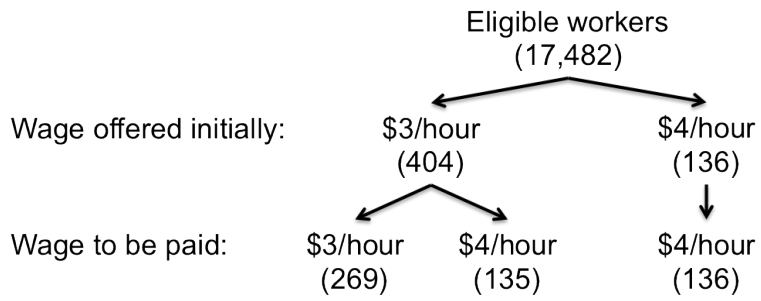 Eligible workers
(17,482)
Wage offered initially: $3/hour $4/hour
(404) (136)
Wage to be paid: $3/hour $4/hour $4/hour
(269) (135) (136)